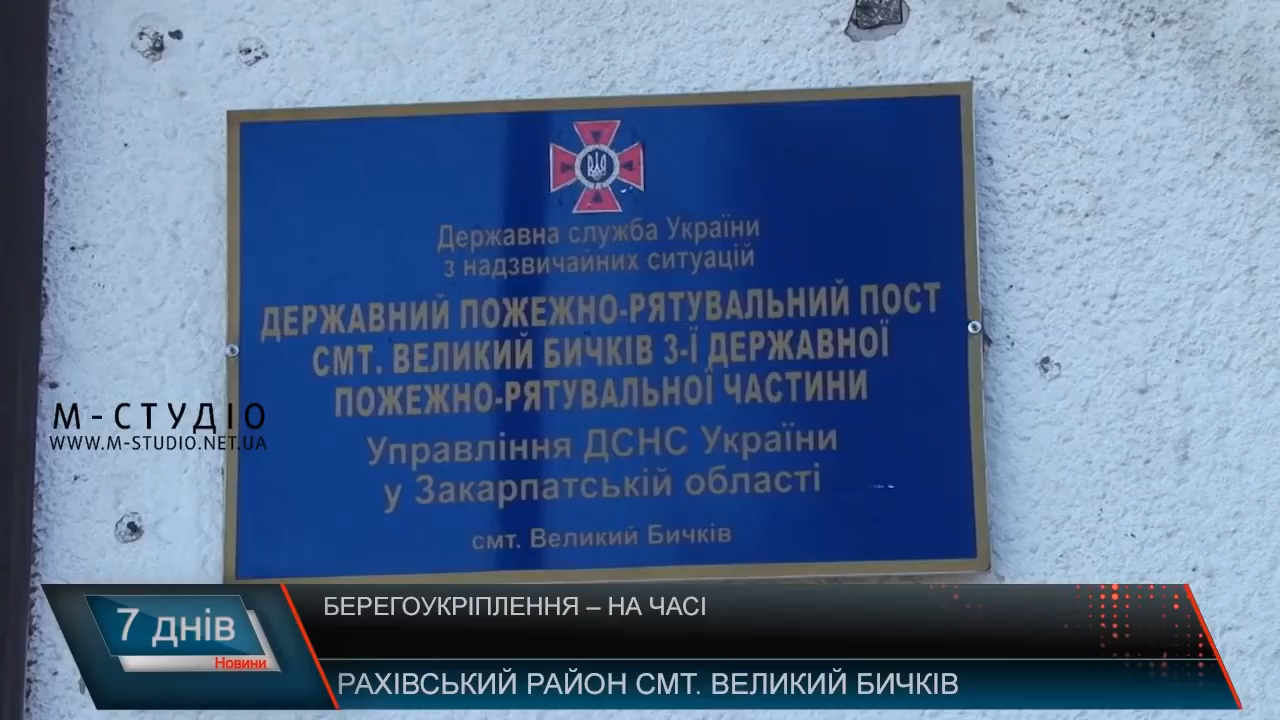 Державна служба України
з надзвичайних ситуацій
ДЕРЖАВНИЙ ПОЖЕЖНО-РЯТУВАЛЬНИЙ ПОСТ
СМТ. ВЕЛИКИЙ БИЧКІВ 3-Ї ДЕРЖАВНОЇ
ПОЖЕЖНО-РЯТУВАЛЬНОЇ ЧАСТИНИ
Управління ДСНС України
у Закарпатській області
смт. Великий Бичків
М-СТУДІО
WWW.M-STUDIO.NET.UA
7 днів
Новини
БЕРЕГОУКРІПЛЕННЯ – НА ЧАСІ
РАХІВСЬКИЙ РАЙОН СМТ. ВЕЛИКИЙ БИЧКІВ